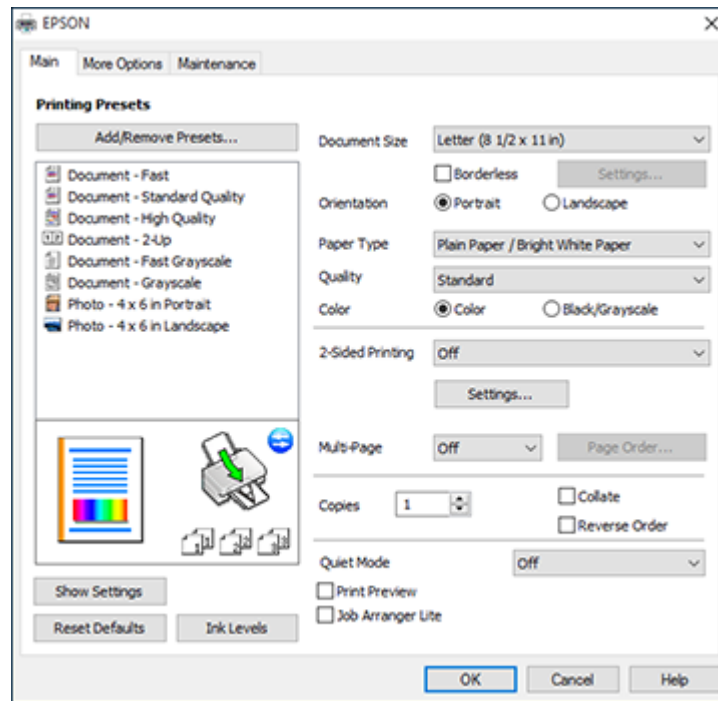 EPSON
Main More Options Maintenance
Printing Presets
Add/Remove Presets...
Document - Fast
Document - Standard Quality
Document - High Quality
Document - 2-Up
Document - Fast Grayscale
Document - Grayscale
Photo - 4 x 6 in Portrait
Photo - 4 x 6 in Landscape
Show Settings
Reset Defaults Ink Levels
Document Size Letter (8 1/2 x 11 in)
Borderless Settings...
Orientation Portrait Landscape
Paper Type Plain Paper / Bright White Paper
Quality Standard
Color Color Black/Grayscale
2-Sided Printing Off
Settings...
Multi-Page Off Page Order...
Copies 1 Collate
Reverse Order
Quiet Mode Off
Print Preview
Job Arranger Lite
OK Cancel Help